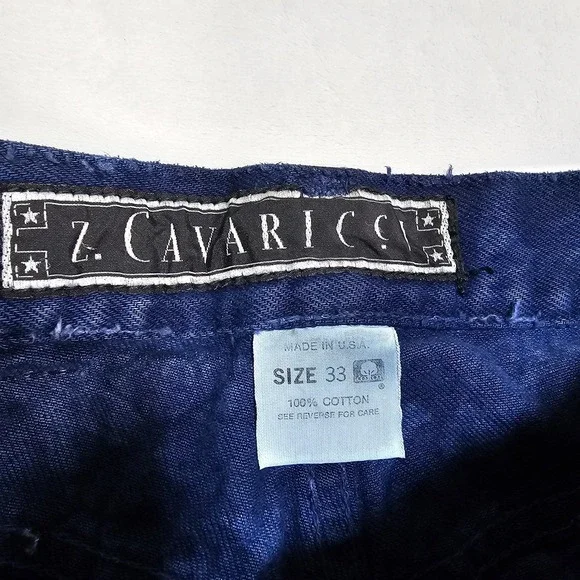 Z. CAVARICCI
MADE IN U.S.A.
SIZE 33
®
100% COTTON
SEE REVERSE FOR CARE